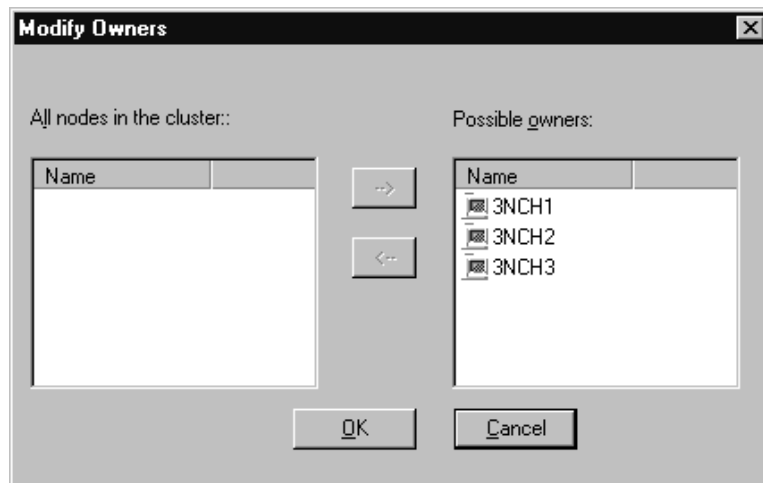 Modify Owners
All nodes in the cluster::
Possible owners:
Name
Name
-->
3NCH1
3NCH2
<--
3NCH3
OK
Cancel